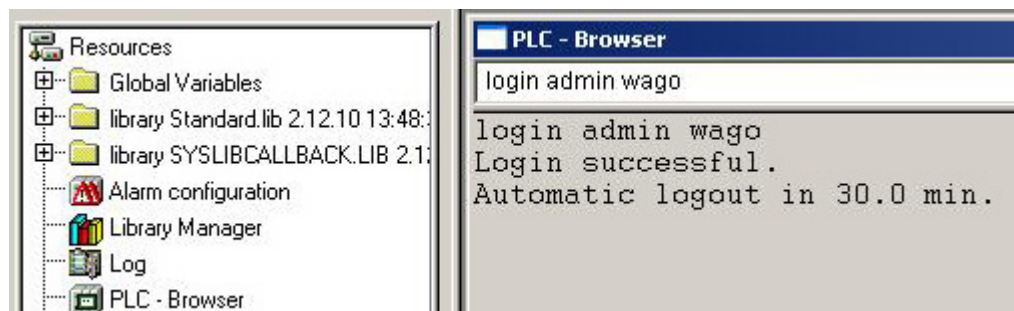 Resources
Global Variables
library Standard.lib 2.12.10 13:48:
library SYSLIBCALLBACK.LIB 2.1
Alarm configuration
Library Manager
Log
PLC - Browser
PLC - Browser
login admin wago
login admin wago
Login successful.
Automatic logout in 30.0 min.